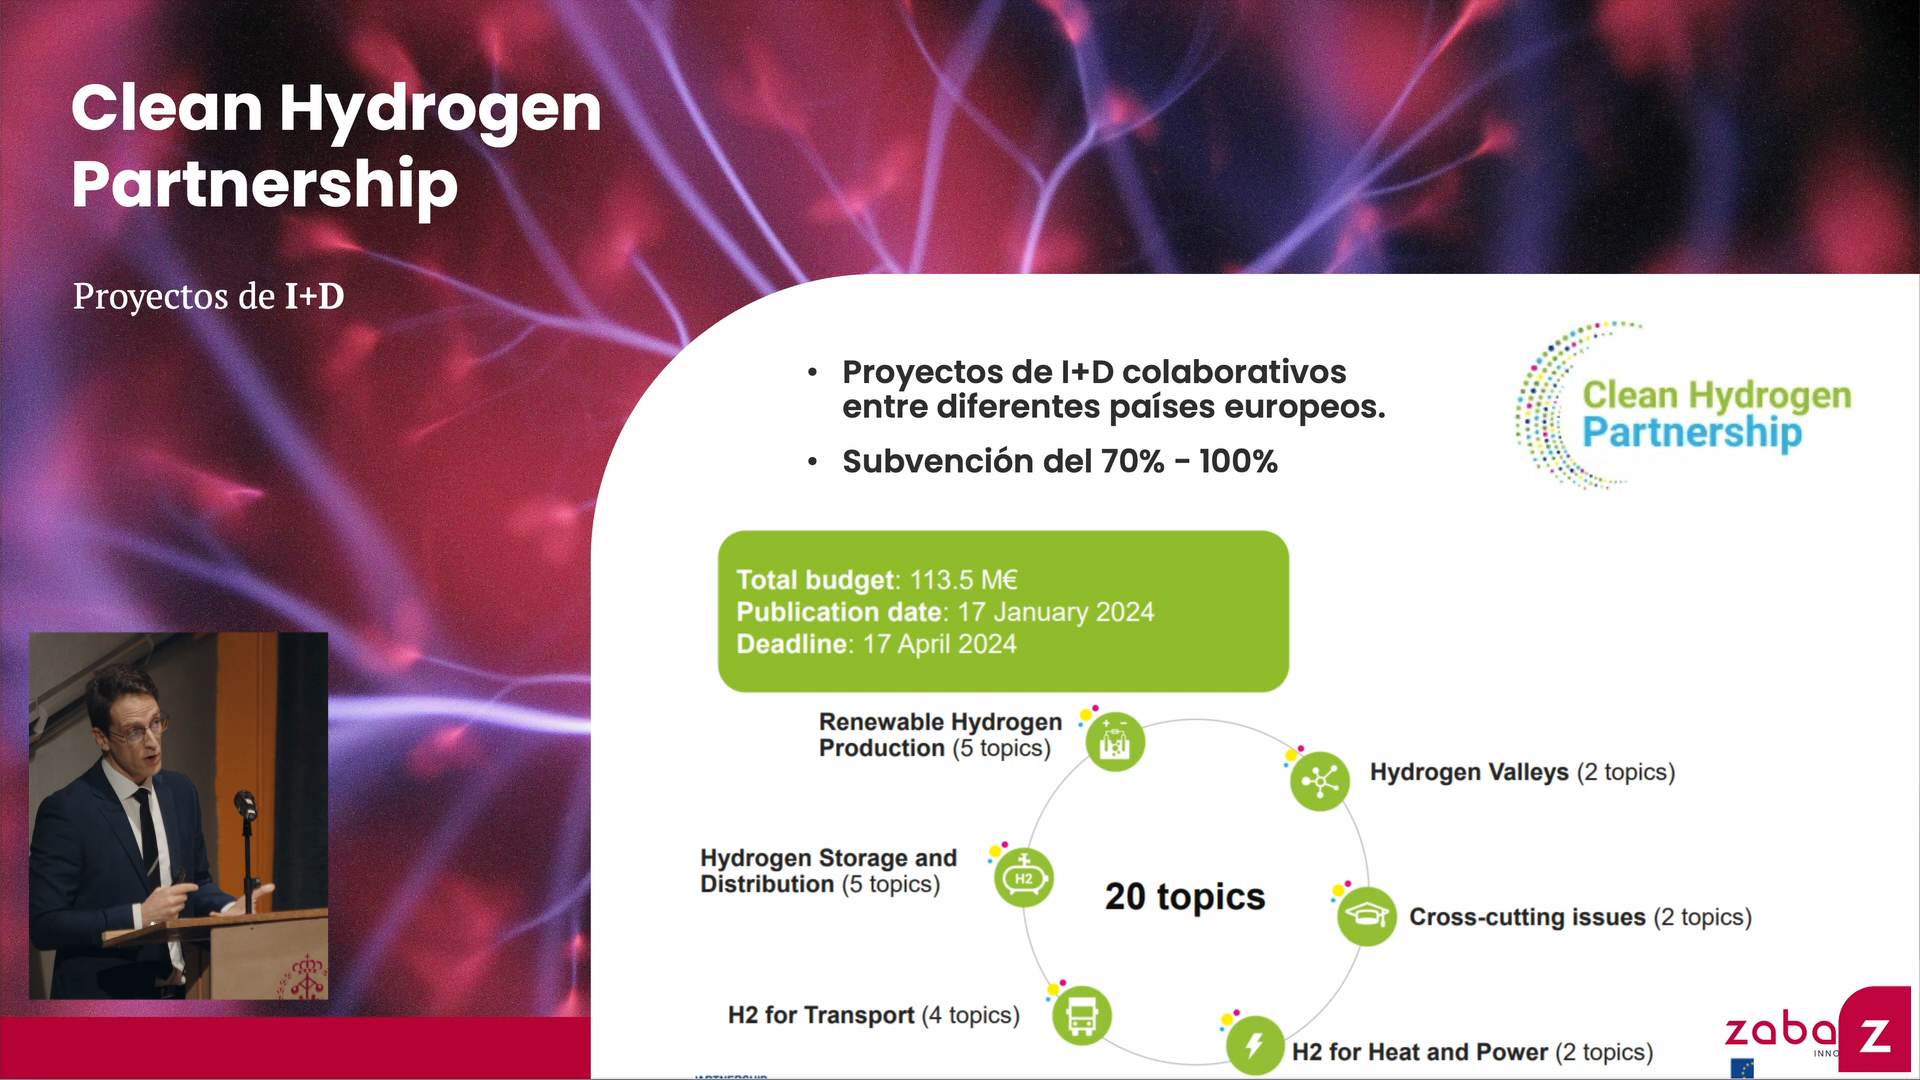 Clean Hydrogen
Partnership
Proyectos de I+D
• Proyectos de I+D colaborativos
entre diferentes países europeos.
• Subvención del 70% - 100%
Clean Hydrogen
Partnership
Total budget: 113.5 M€
Publication date: 17 January 2024
Deadline: 17 April 2024
Renewable Hydrogen
Production (5 topics)
Hydrogen Valleys (2 topics)
Hydrogen Storage and
Distribution (5 topics)
H2
20 topics
Cross-cutting issues (2 topics)
H2 for Transport (4 topics)
H2 for Heat and Power (2 topics)
zaba
INNO
Z